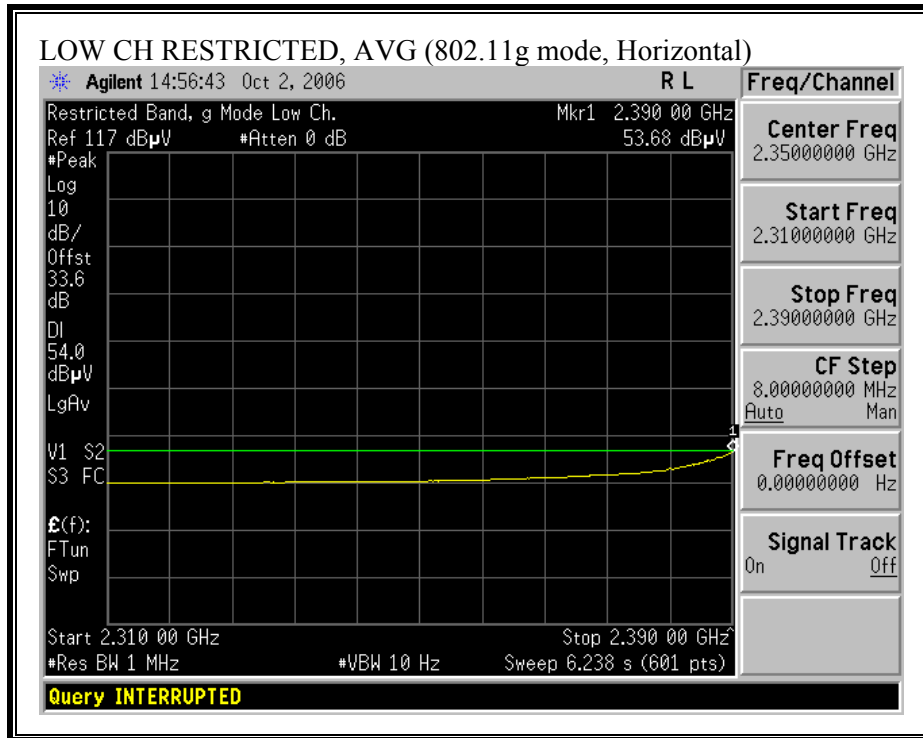 LOW CH RESTRICTED, AVG (802.11g mode, Horizontal)
Agilent 14:56:43 Oct 2, 2006 R L
Restricted Band, g Mode Low Ch. Mkr1 2.390 00 GHz
Ref 117 dBµV #Atten 0 dB 53.68 dBµV
#Peak
Log
10
dB/
Offst
33.6
dB
DI
54.0
dBµV
LgAv
1
V1 S2
S3 FC
£(f):
FTun
Swp
Start 2.310 00 GHz Stop 2.390 00 GHz^
#Res BW 1 MHz #VBW 10 Hz Sweep 6.238 s (601 pts)
Query INTERRUPTED
Freq/Channel
Center Freq
2.35000000 GHz
Start Freq
2.31000000 GHz
Stop Freq
2.39000000 GHz
CF Step
8.00000000 MHz
Auto Man
Freq Offset
0.00000000 Hz
Signal Track
On Off